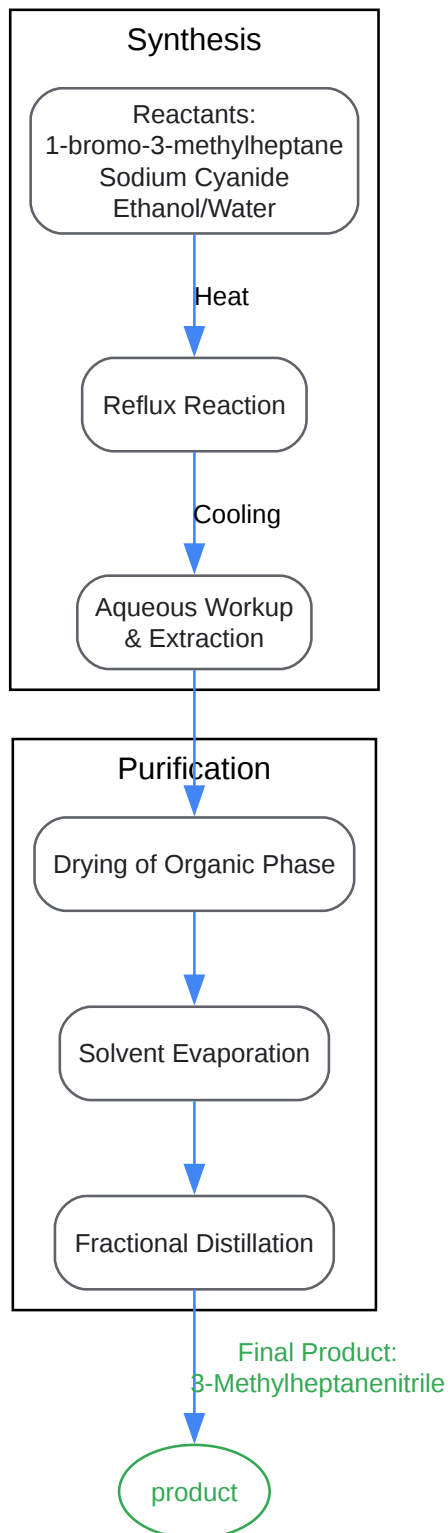 Synthesis
Reactants:
1-bromo-3-methylheptane
Sodium Cyanide
Ethanol/Water
Heat
Reflux Reaction
Cooling
Aqueous Workup
& Extraction
Purification
Drying of Organic Phase
Solvent Evaporation
Fractional Distillation
Final Product:
3-Methylheptanenitrile
product